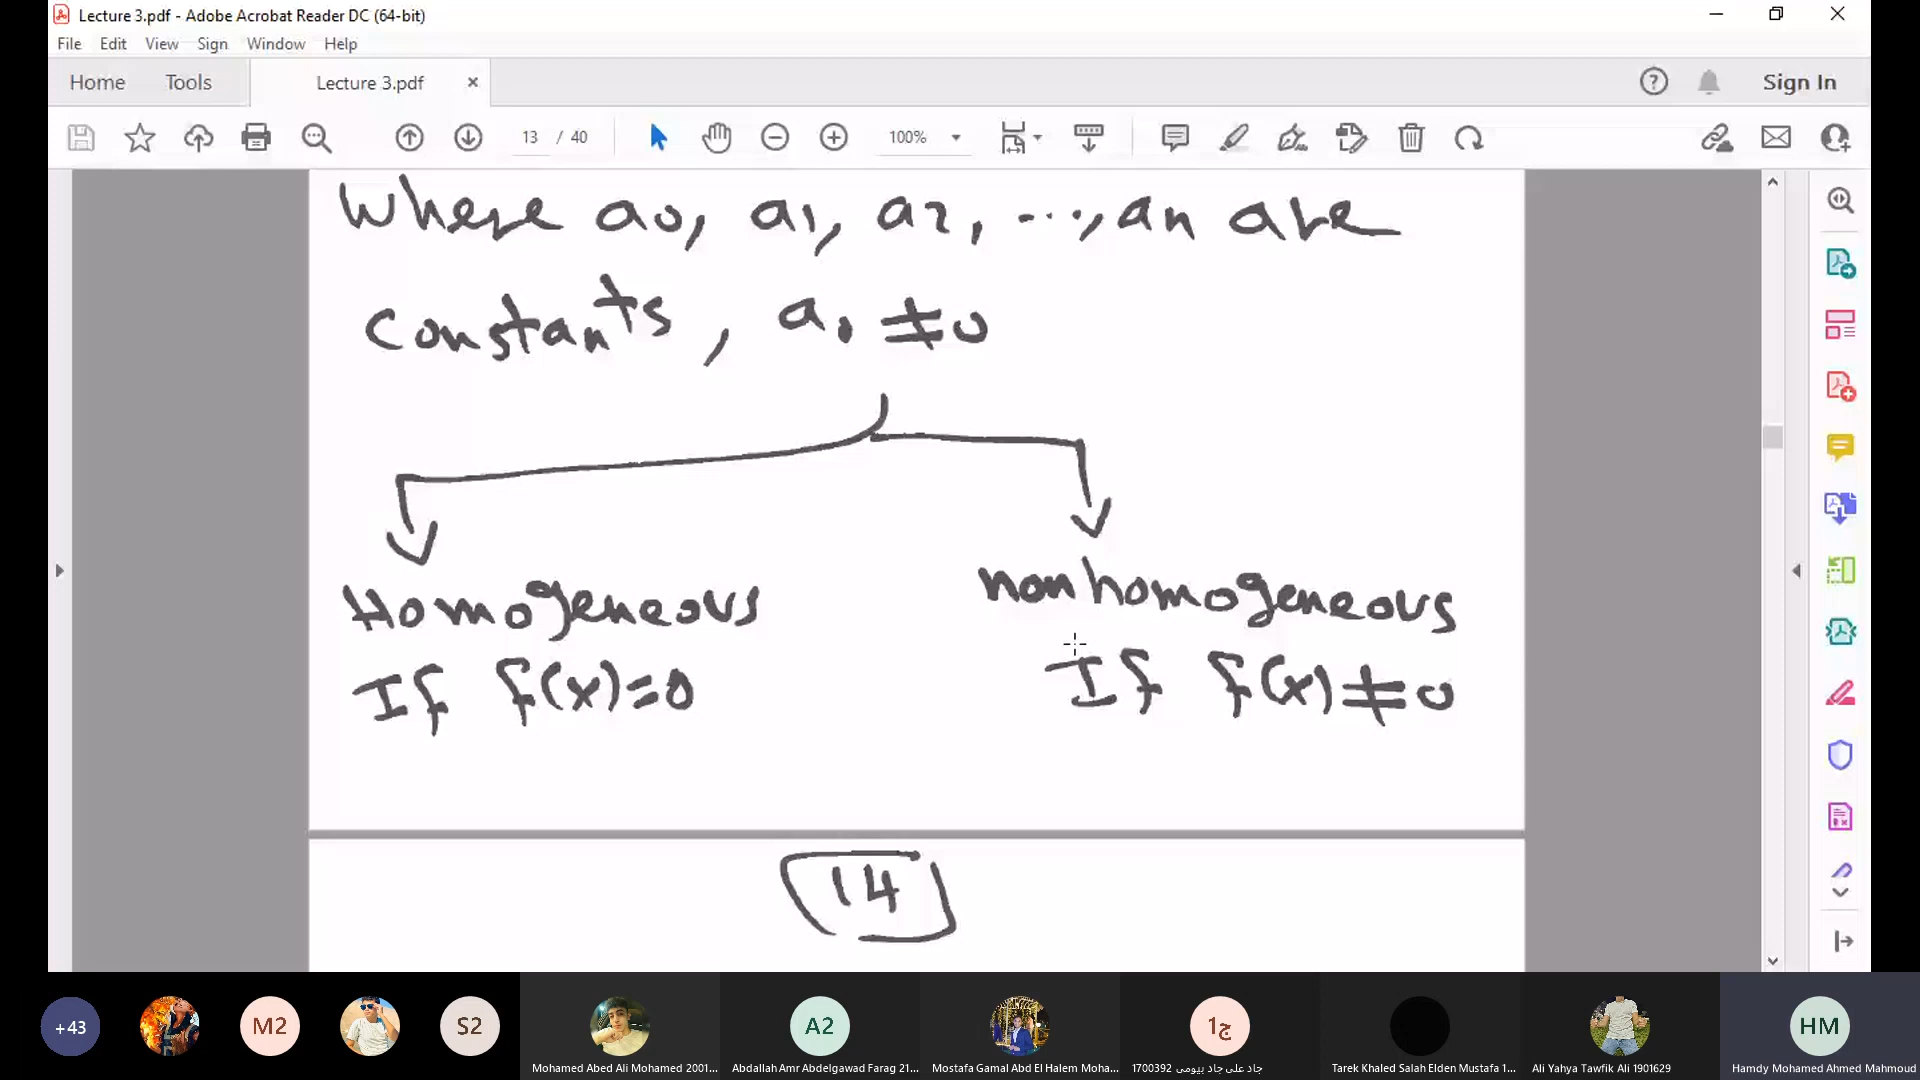 Lecture 3.pdf - Adobe Acrobat Reader DC (64-bit)
File Edit View Sign Window Help
Home Tools Lecture 3.pdf Sign In
13 / 40 100%
Where a0, a1, a2, ..., an are
constants, a0 ≠0
Homogeneous
If f(x)=0
nonhomogeneous
If f(x)≠0
14
+43 M2 S2 A2 ج1 HM
Mohamed Abed Ali Mohamed 2001... Abdallah Amr Abdelgawad Farag 21... Mostafa Gamal Abd El Halem Moha... جاد على جاد بيومى 1700392 Tarek Khaled Salah Elden Mustafa 1... Ali Yahya Tawfik Ali 1901629 Hamdy Mohamed Ahmed Mahmoud